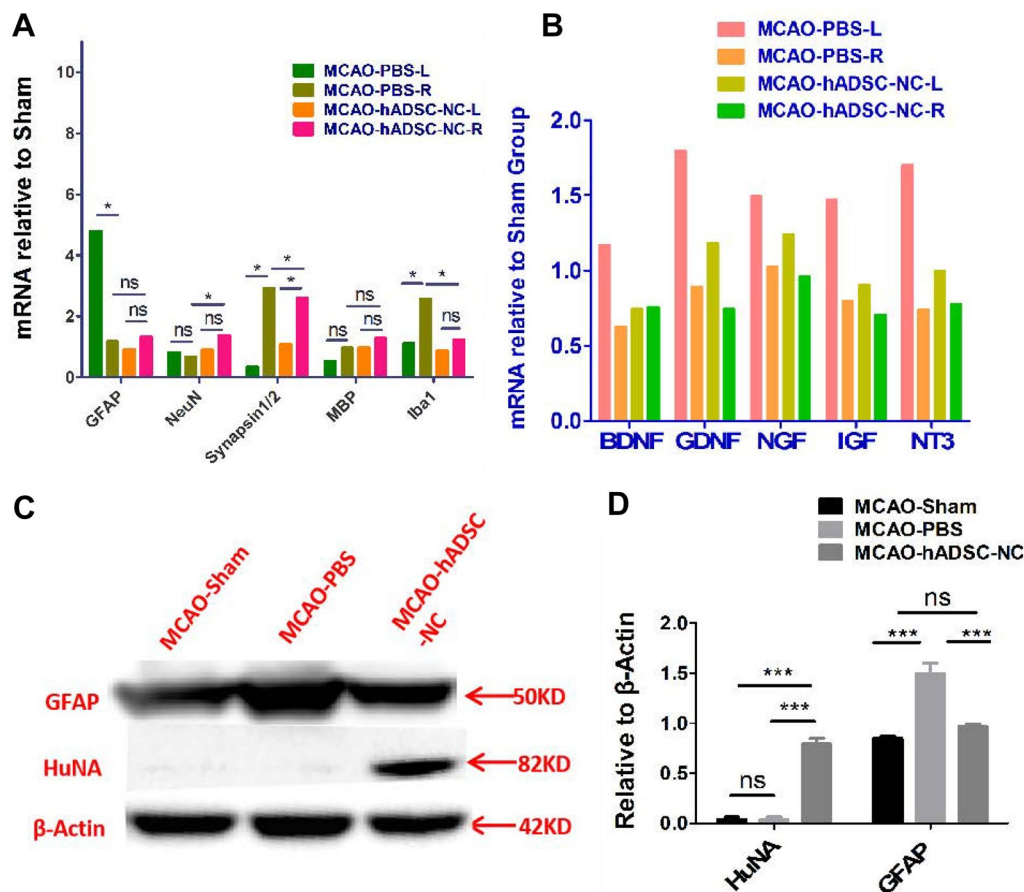 A
mRNA relative to Sham
10
8
6
4
2
0
MCAO-PBS-L
MCAO-PBS-R
MCAO-hADSC-NC-L
MCAO-hADSC-NC-R
*
ns
ns
ns
*
ns
*
*
*
ns
ns
ns
*
*
ns
GFAP
NeuN
Synapsin1/2
MBP
Iba1
B
MCAO-PBS-L
MCAO-PBS-R
MCAO-hADSC-NC-L
MCAO-hADSC-NC-R
mRNA relative to Sham Group
2.0
1.5
1.0
0.5
0.0
BDNF
GDNF
NGF
IGF
NT3
C
MCAO-Sham
MCAO-PBS
MCAO-hADSC
-NC
GFAP
50KD
HuNA
82KD
β-Actin
42KD
D
MCAO-Sham
MCAO-PBS
MCAO-hADSC-NC
Relative to β-Actin
2.0
1.5
1.0
0.5
0.0
ns
***
***
***
***
ns
HuNA
GFAP